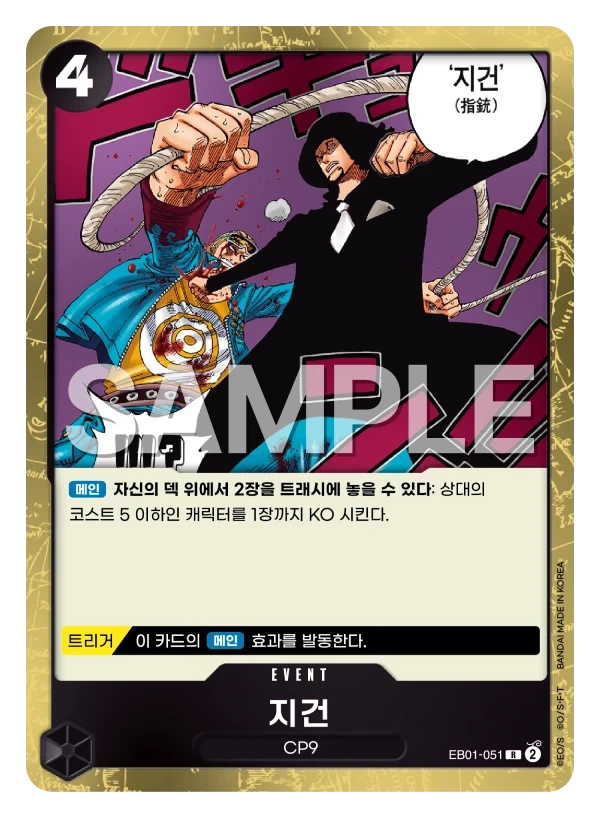 4
‘지건’
(指銃)
SAMPLE
메인 자신의 덱 위에서 2장을 트래시에 놓을 수 있다: 상대의
코스트 5 이하인 캐릭터를 1장까지 KO 시킨다.
트리거 이 카드의 메인 효과를 발동한다.
EVENT
지건
CP9
EB01-051 R 2
©EO/S ©O/S·F·T BANDAI MADE IN KOREA